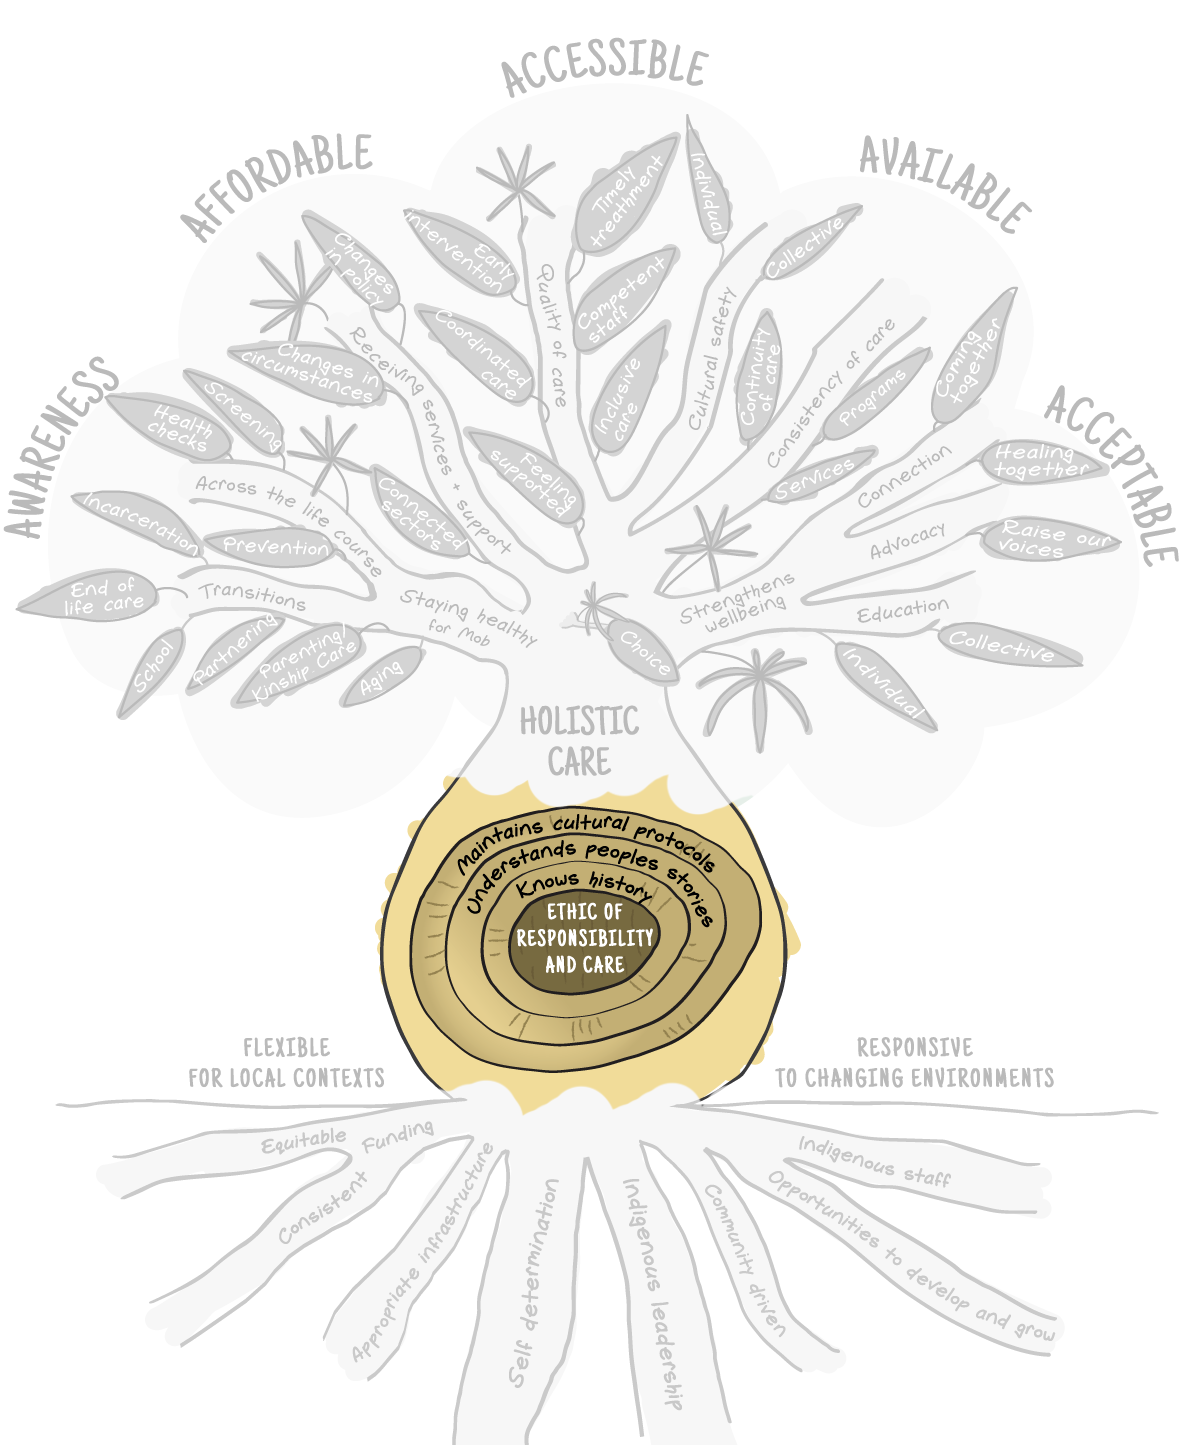 ACCESSIBLE
AFFORDABLE
AVAILABLE
AWARENESS
ACCEPTABLE
Timely
treathment
Individual
Early
intervention
Changes
in policy
Collective
Competent
staff
Quality of care
Cultural safety
Coordinated
care
Changes in
circumstances
Receiving services + support
Inclusive
care
Continuity
of care
Consistency of care
Programs
Coming
together
Screening
Health
checks
Feeling
supported
Connected
sectors
Services
Connection
Healing
together
Across the life course
Incarceration
Prevention
Advocacy
Raise our
voices
End of
life care
Transitions
Staying healthy
for Mob
Strengthens
wellbeing
Education
Collective
Choice
School
Partnering
Parenting/
Kinship Care
Aging
Individual
HOLISTIC
CARE
Maintains cultural protocols
Understands peoples stories
Knows history
ETHIC OF
RESPONSIBILITY
AND CARE
FLEXIBLE
FOR LOCAL CONTEXTS
RESPONSIVE
TO CHANGING ENVIRONMENTS
Equitable Funding
Consistent
Appropriate infrastructure
Self determination
Indigenous leadership
Community driven
Opportunities to develop and grow
Indigenous staff